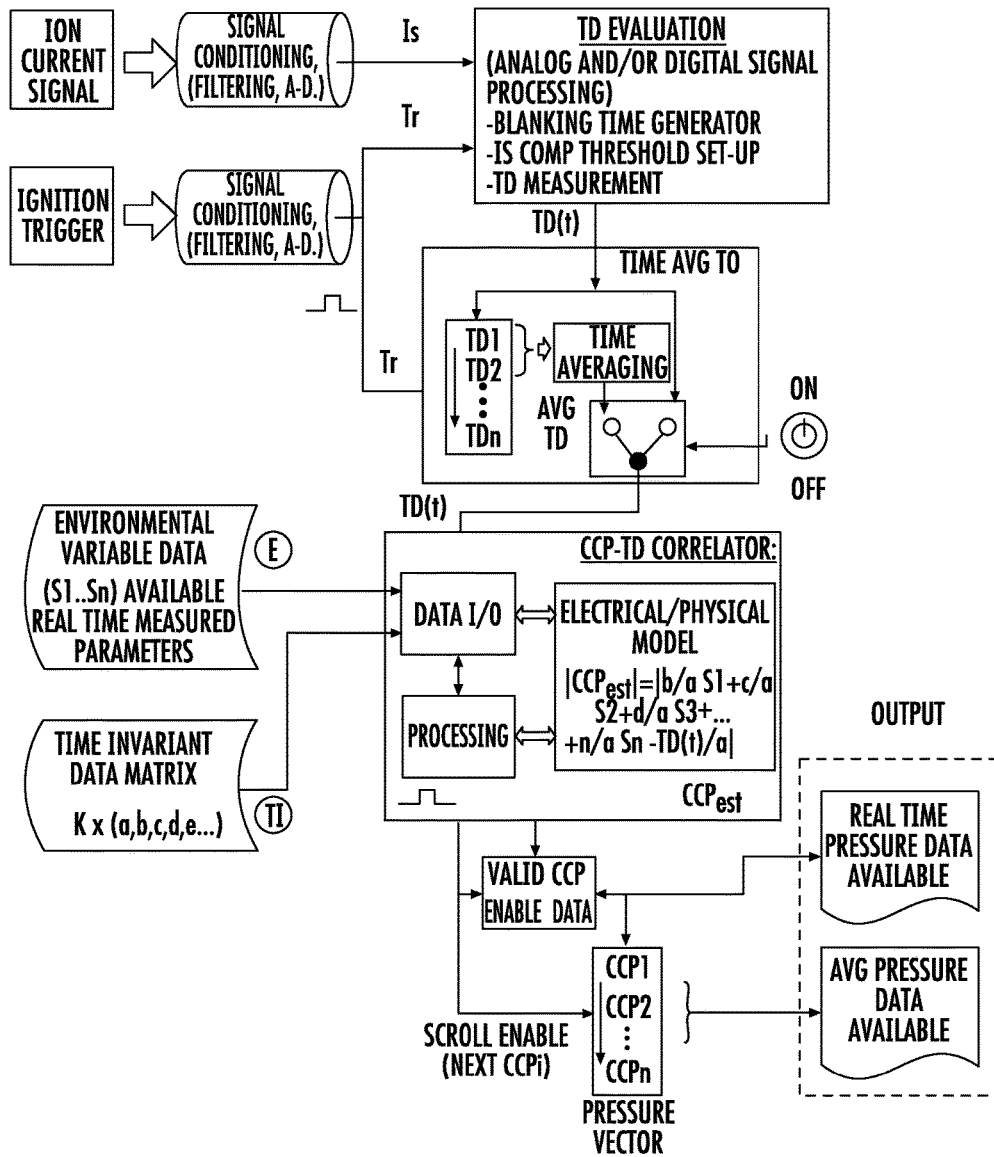 ION
CURRENT
SIGNAL
SIGNAL
CONDITIONING,
(FILTERING, A-D.)
Is
TD EVALUATION
(ANALOG AND/OR DIGITAL SIGNAL
PROCESSING)
-BLANKING TIME GENERATOR
-IS COMP THRESHOLD SET-UP
-TD MEASUREMENT
Tr
IGNITION
TRIGGER
SIGNAL
CONDITIONING,
(FILTERING, A-D.)
TD(t)
TIME AVG TO
Tr
TD1
TD2
TDn
TIME
AVERAGING
AVG
TD
ON
OFF
TD(t)
ENVIRONMENTAL
VARIABLE DATA
(S1..Sn) AVAILABLE
REAL TIME MEASURED
PARAMETERS
E
CCP-TD CORRELATOR:
DATA I/O
ELECTRICAL/PHYSICAL
MODEL
|CCPest|=|b/a S1+c/a
S2+d/a S3+...
+n/a Sn -TD(t)/a|
PROCESSING
CCPest
TIME INVARIANT
DATA MATRIX
K x (a,b,c,d,e...)
TI
OUTPUT
VALID CCP
ENABLE DATA
REAL TIME
PRESSURE DATA
AVAILABLE
CCP1
CCP2
CCPn
SCROLL ENABLE
(NEXT CCPi)
PRESSURE
VECTOR
AVG PRESSURE
DATA
AVAILABLE